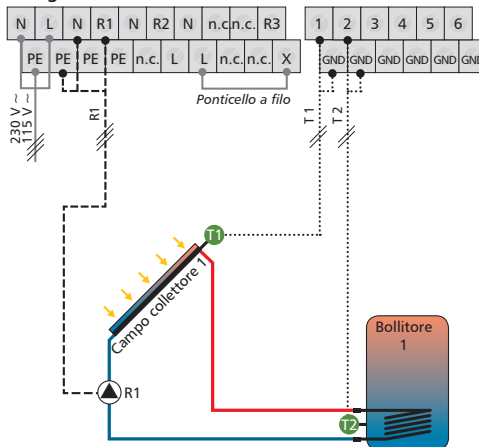 N L N R1 N R2 N n.c. n.c. R3 1 2 3 4 5 6
PE PE PE PE n.c. L L n.c. n.c. X GND GND GND GND GND GND
Ponticello a filo
230 V ~
115 V ~
R1
T1
T2
T1
Campo collettore 1
R1
Bollitore
1
T2